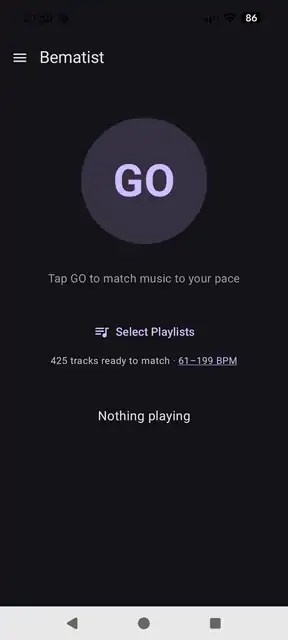 86
Bematist
GO
Tap GO to match music to your pace
Select Playlists
425 tracks ready to match · 61–199 BPM
Nothing playing